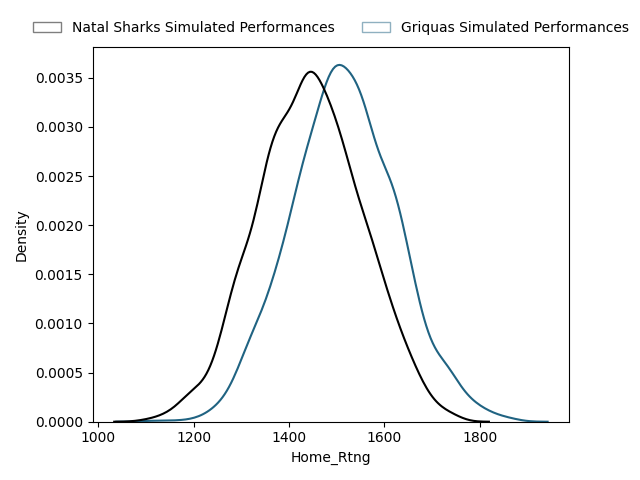 Natal Sharks Simulated Performances
Griquas Simulated Performances
0.0035
0.0030
0.0025
0.0020
0.0015
0.0010
0.0005
0.0000
Density
1000 1200 1400 1600 1800
Home_Rtng